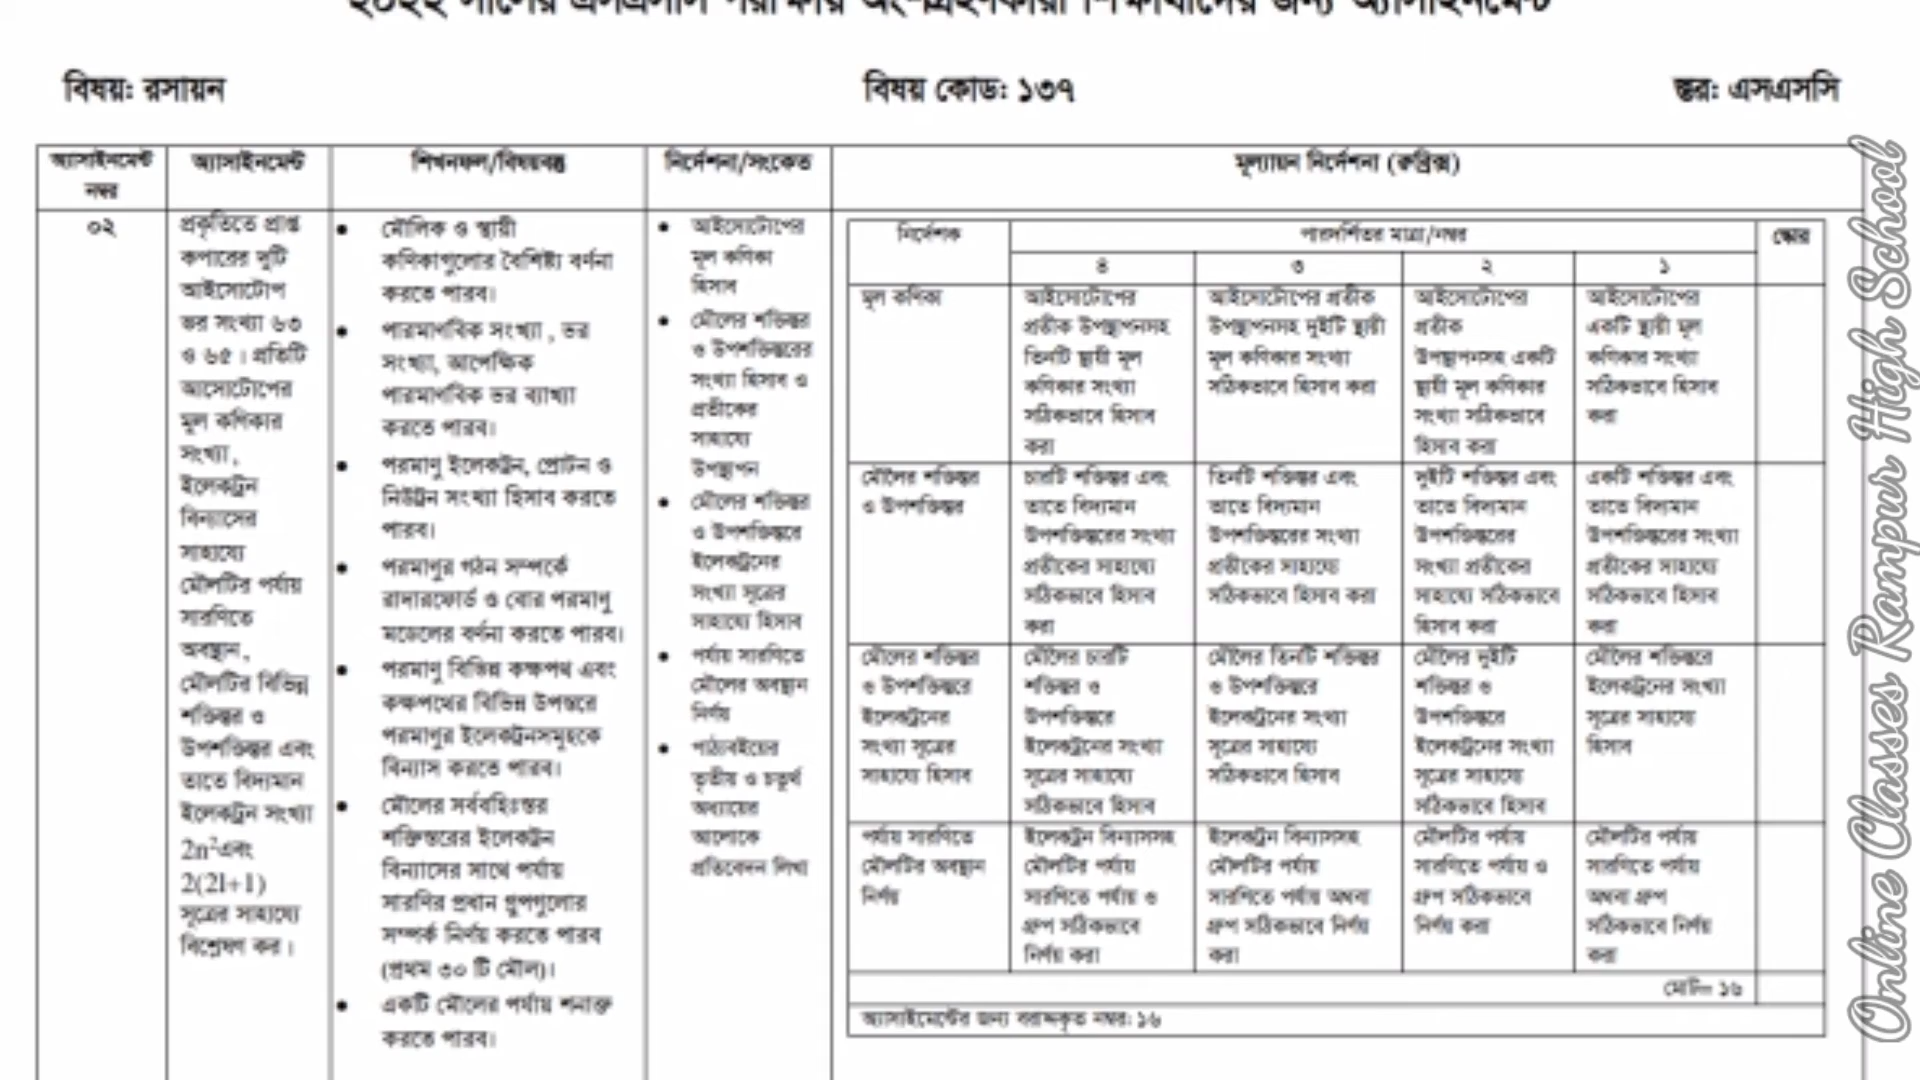 ২০২২ সালের এসএসসি পরীক্ষায় অংশগ্রহণকারী শিক্ষার্থীদের জন্য অ্যাসাইনমেন্ট
বিষয়: রসায়ন
বিষয় কোড: ১৩৭
স্তর: এসএসসি
অ্যাসাইনমেন্ট
নম্বর
অ্যাসাইনমেন্ট
শিখনফল/বিষয়বস্তু
নির্দেশনা/সংকেত
মূল্যায়ন নির্দেশনা (রুব্রিক্স)
০২
প্রকৃতিতে প্রাপ্ত
কপারের দুটি
আইসোটোপ
ভর সংখ্যা ৬৩
ও ৬৫। প্রতিটি
আসোটোপের
মূল কণিকার
সংখ্যা,
ইলেকট্রন
বিন্যাসের
সাহায্যে
মৌলটির পর্যায়
সারণিতে
অবস্থান,
মৌলটির বিভিন্ন
শক্তিস্তর ও
উপশক্তিস্তর এবং
তাতে বিদ্যমান
ইলেকট্রন সংখ্যা
2n²এবং
2(2l+1)
সূত্রের সাহায্যে
বিশ্লেষণ কর।
• মৌলিক ও স্থায়ী
কণিকাগুলোর বৈশিষ্ট্য বর্ণনা
করতে পারব।
• পারমাণবিক সংখ্যা, ভর
সংখ্যা, আপেক্ষিক
পারমাণবিক ভর ব্যাখ্যা
করতে পারব।
• পরমাণু ইলেকট্রন, প্রোটন ও
নিউট্রন সংখ্যা হিসাব করতে
পারব।
• পরমাণুর গঠন সম্পর্কে
রাদারফোর্ড ও বোর পরমাণু
মডেলের বর্ণনা করতে পারব।
• পরমাণু বিভিন্ন কক্ষপথ এবং
কক্ষপথের বিভিন্ন উপস্তরে
পরমাণুর ইলেকট্রনসমূহকে
বিন্যাস করতে পারব।
• মৌলের সর্ববহিঃস্তর
শক্তিস্তরের ইলেকট্রন
বিন্যাসের সাথে পর্যায়
সারণির প্রধান গ্রুপগুলোর
সম্পর্ক নির্ণয় করতে পারব
(প্রথম ৩০ টি মৌল)।
• একটি মৌলের পর্যায় শনাক্ত
করতে পারব।
• আইসোটোপের
মূল কণিকা
হিসাব
• মৌলের শক্তিস্তর
ও উপশক্তিস্তরের
সংখ্যা হিসাব ও
প্রতীকের
সাহায্যে
উপস্থাপন
• মৌলের শক্তিস্তর
ও উপশক্তিস্তরে
ইলেকট্রনের
সংখ্যা সূত্রের
সাহায্যে হিসাব
• পর্যায় সারণিতে
মৌলের অবস্থান
নির্ণয়
• পাঠ্যবইয়ের
তৃতীয় ও চতুর্থ
অধ্যায়ের
আলোকে
প্রতিবেদন লিখা
নির্দেশক
পারদর্শিতার মাত্রা/নম্বর
স্কোর
৪
৩
২
১
মূল কণিকা
আইসোটোপের
প্রতীক উপস্থাপনসহ
তিনটি স্থায়ী মূল
কণিকার সংখ্যা
সঠিকভাবে হিসাব
করা
আইসোটোপের প্রতীক
উপস্থাপনসহ দুইটি স্থায়ী
মূল কণিকার সংখ্যা
সঠিকভাবে হিসাব করা
আইসোটোপের
প্রতীক
উপস্থাপনসহ একটি
স্থায়ী মূল কণিকার
সংখ্যা সঠিকভাবে
হিসাব করা
আইসোটোপের
একটি স্থায়ী মূল
কণিকার সংখ্যা
সঠিকভাবে হিসাব
করা
মৌলের শক্তিস্তর
ও উপশক্তিস্তর
চারটি শক্তিস্তর এবং
তাতে বিদ্যমান
উপশক্তিস্তরের সংখ্যা
প্রতীকের সাহায্যে
সঠিকভাবে হিসাব
করা
তিনটি শক্তিস্তর এবং
তাতে বিদ্যমান
উপশক্তিস্তরের সংখ্যা
প্রতীকের সাহায্যে
সঠিকভাবে হিসাব করা
দুইটি শক্তিস্তর এবং
তাতে বিদ্যমান
উপশক্তিস্তরের
সংখ্যা প্রতীকের
সাহায্যে সঠিকভাবে
হিসাব করা
একটি শক্তিস্তর এবং
তাতে বিদ্যমান
উপশক্তিস্তরের সংখ্যা
প্রতীকের সাহায্যে
সঠিকভাবে হিসাব
করা
মৌলের শক্তিস্তর
ও উপশক্তিস্তরে
ইলেকট্রনের
সংখ্যা সূত্রের
সাহায্যে হিসাব
মৌলের চারটি
শক্তিস্তর ও
উপশক্তিস্তরে
ইলেকট্রনের সংখ্যা
সূত্রের সাহায্যে
সঠিকভাবে হিসাব
মৌলের তিনটি শক্তিস্তর
ও উপশক্তিস্তরে
ইলেকট্রনের সংখ্যা
সূত্রের সাহায্যে
সঠিকভাবে হিসাব
মৌলের দুইটি
শক্তিস্তর ও
উপশক্তিস্তরে
ইলেকট্রনের সংখ্যা
সূত্রের সাহায্যে
সঠিকভাবে হিসাব
মৌলের শক্তিস্তরে
ইলেকট্রনের সংখ্যা
সূত্রের সাহায্যে
হিসাব
পর্যায় সারণিতে
মৌলটির অবস্থান
নির্ণয়
ইলেকট্রন বিন্যাসসহ
মৌলটির পর্যায়
সারণিতে পর্যায় ও
গ্রুপ সঠিকভাবে
নির্ণয় করা
ইলেকট্রন বিন্যাসসহ
মৌলটির পর্যায়
সারণিতে পর্যায় অথবা
গ্রুপ সঠিকভাবে নির্ণয়
করা
মৌলটির পর্যায়
সারণিতে পর্যায় ও
গ্রুপ সঠিকভাবে
নির্ণয় করা
মৌলটির পর্যায়
সারণিতে পর্যায়
অথবা গ্রুপ
সঠিকভাবে নির্ণয়
করা
মোট= ১৬
অ্যাসাইমেন্টের জন্য বরাদ্দকৃত নম্বর: ১৬
Online Classes Rampur High School